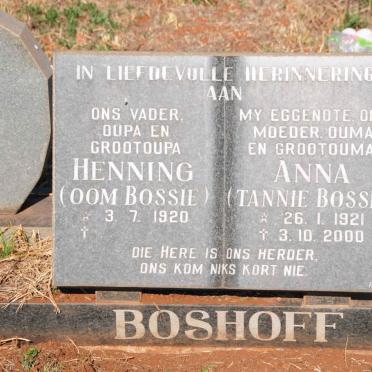 IN LIEFDEVOLLE HERINNERING
AAN
ONS VADER,
OUPA EN
GROOTOUPA
HENNING
(OOM BOSSIE)
* 3. 7. 1920
†
MY EGGENOTE, O
MOEDER, OUMA
EN GROOTOUMA
ANNA
(TANNIE BOSS
* 26. 1. 1921
† 3. 10. 2000
DIE HERE IS ONS HERDER,
ONS KOM NIKS KORT NIE.
BOSHOFF